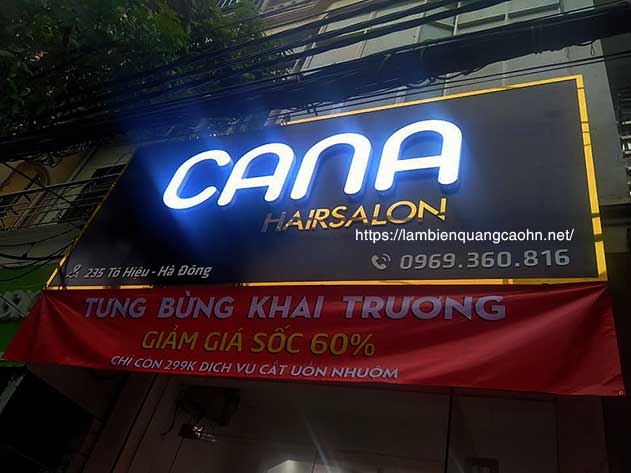 CANA
HAIRSALON
https://lambienquangcaohn.net/
235 Tô Hiệu - Hà Đông
0969.360.816
TƯNG BỪNG KHAI TRƯƠNG
GIẢM GIÁ SỐC 60%
CHỈ CÒN 299K DỊCH VỤ CẮT UỐN NHUỘM